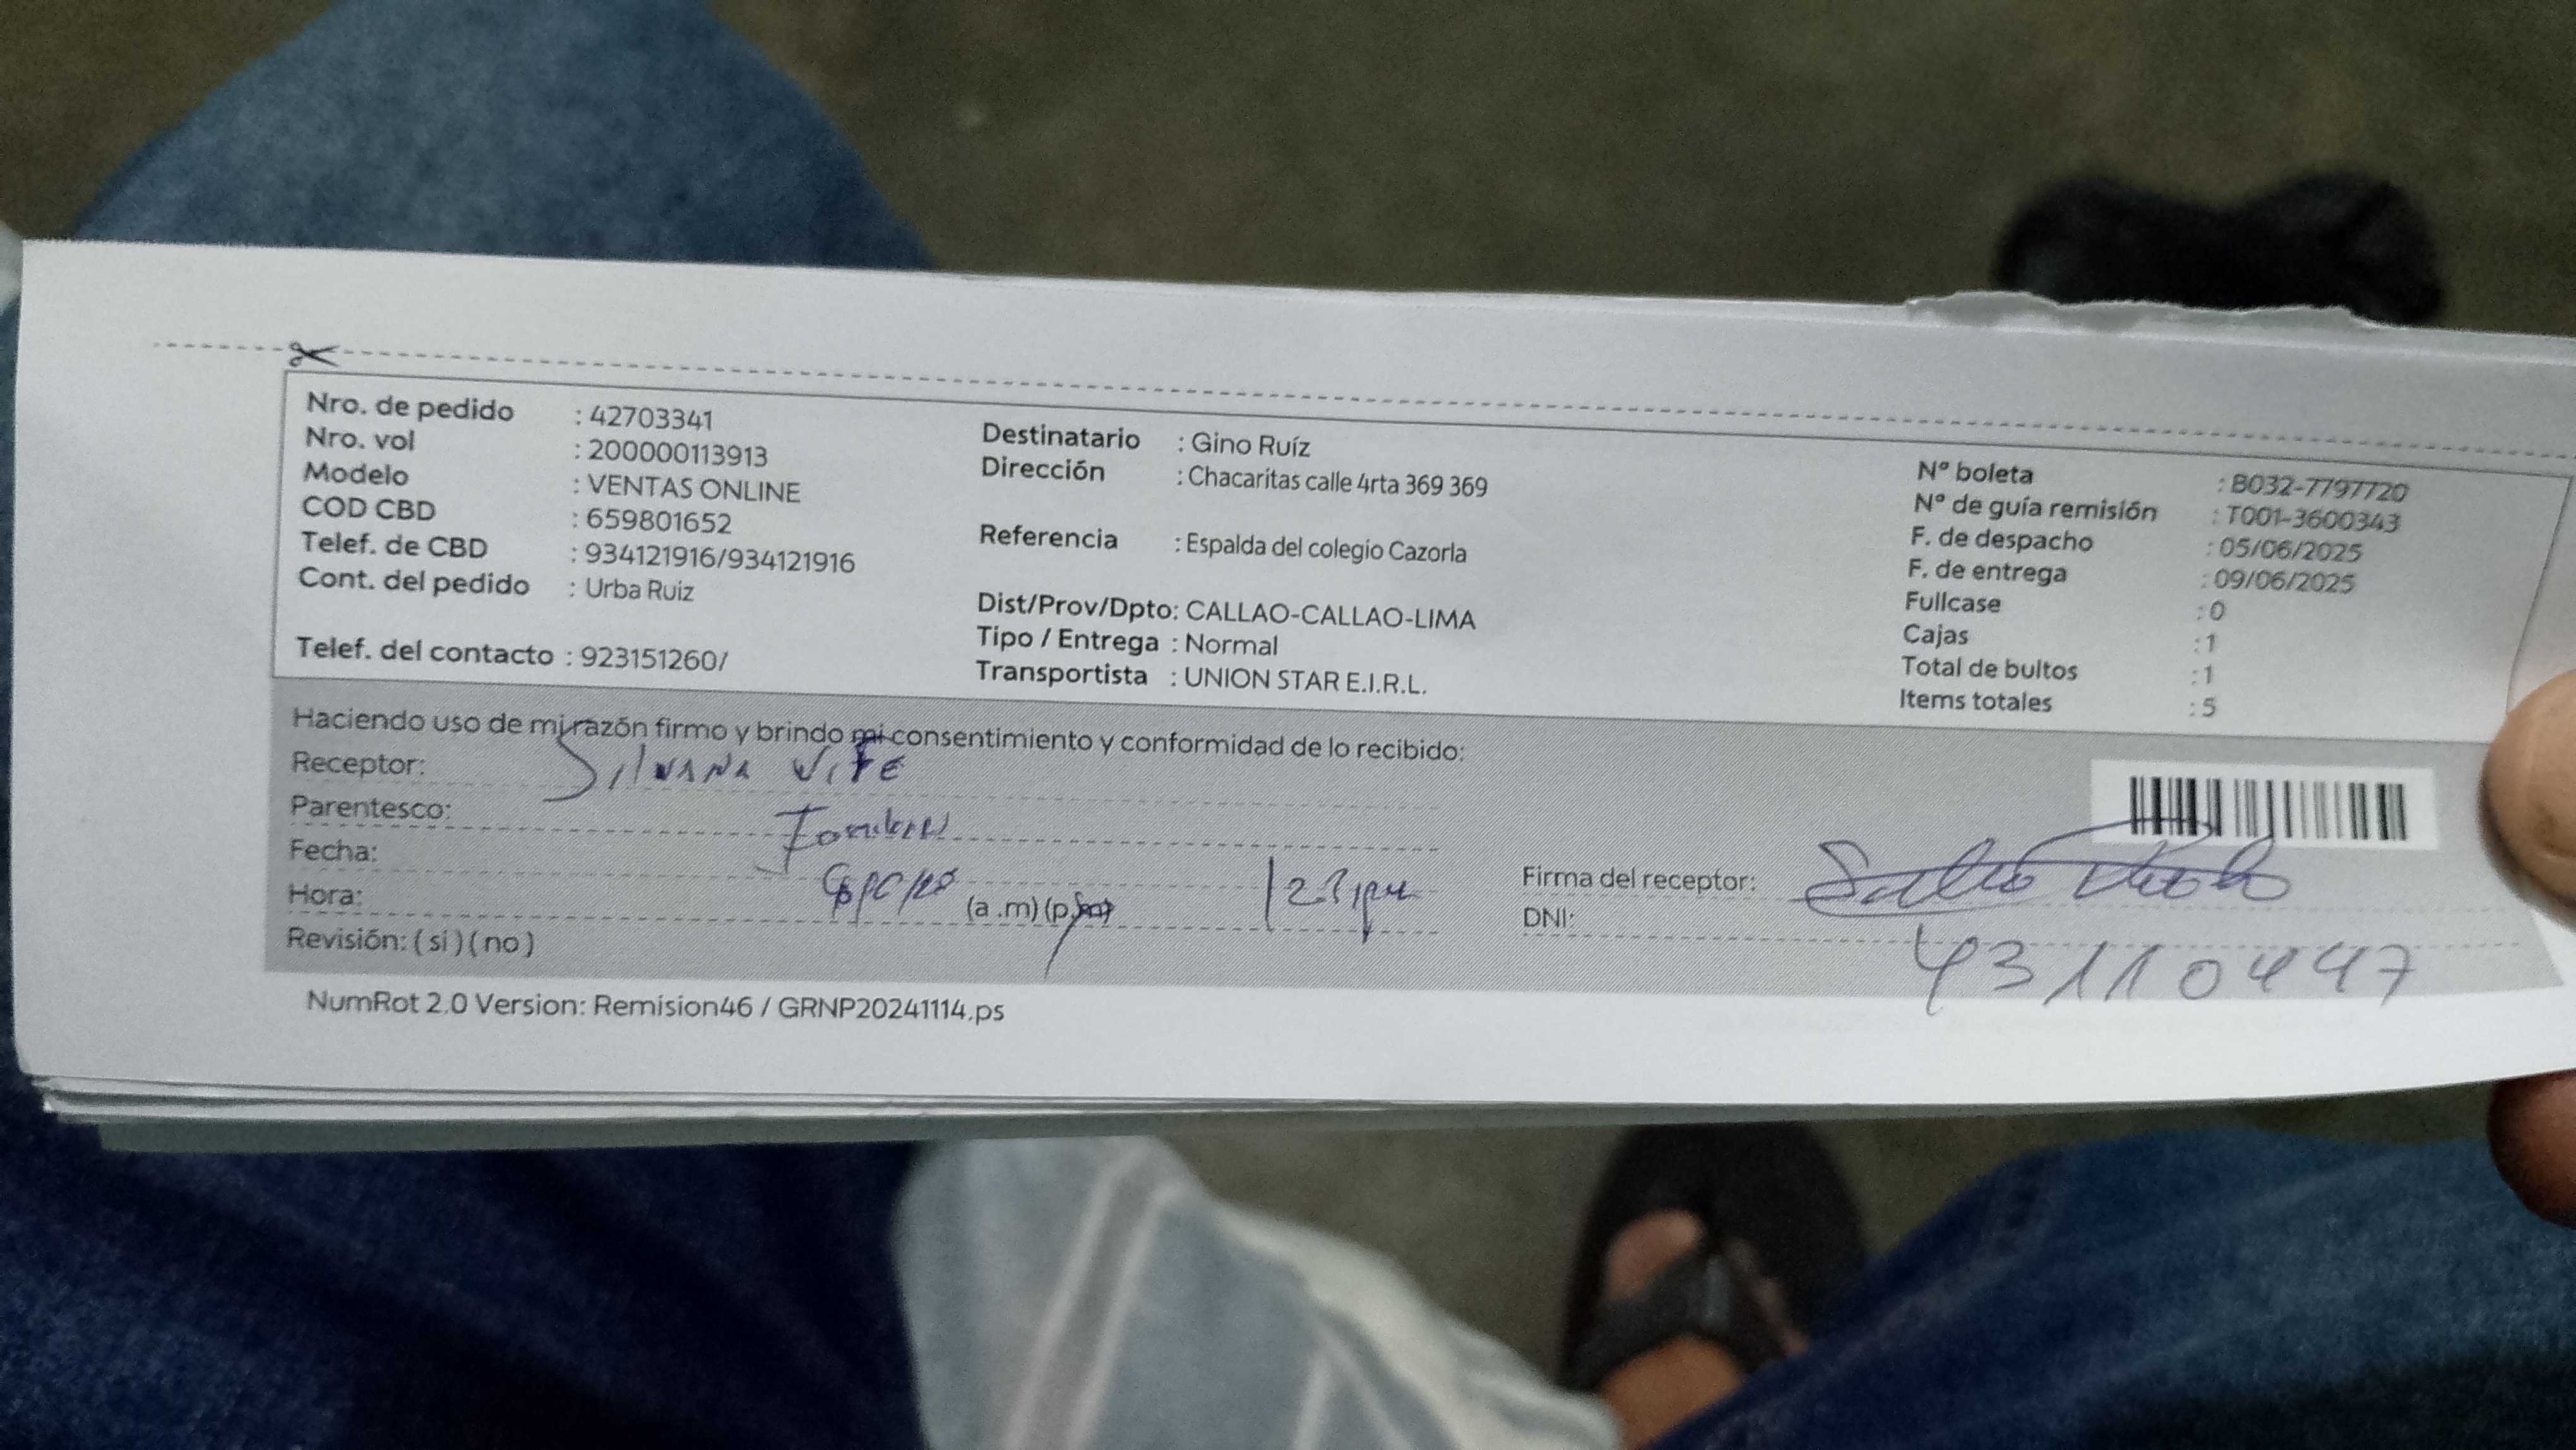 Nro. de pedido : 42703341
Nro. vol : 200000113913
Modelo : VENTAS ONLINE
COD CBD : 659801652
Telef. de CBD : 934121916/934121916
Cont. del pedido : Urba Ruiz
Telef. del contacto : 923151260/
Destinatario : Gino Ruíz
Dirección : Chacaritas calle 4rta 369 369
Referencia : Espalda del colegio Cazorla
Dist/Prov/Dpto: CALLAO-CALLAO-LIMA
Tipo / Entrega : Normal
Transportista : UNION STAR E.I.R.L.
Nº boleta : B032-7797720
Nº de guía remisión : T001-3600343
F. de despacho : 05/06/2025
F. de entrega : 09/06/2025
Fullcase : 0
Cajas : 1
Total de bultos : 1
Items totales : 5
Haciendo uso de mi razón firmo y brindo mi consentimiento y conformidad de lo recibido:
Receptor: SILVANA VITE
Parentesco:
Fecha:
Hora: (a.m)(p.m)
Revisión: (si)(no)
Firma del receptor:
DNI: 43110447
NumRot 2.0 Version: Remision46 / GRNP20241114.ps